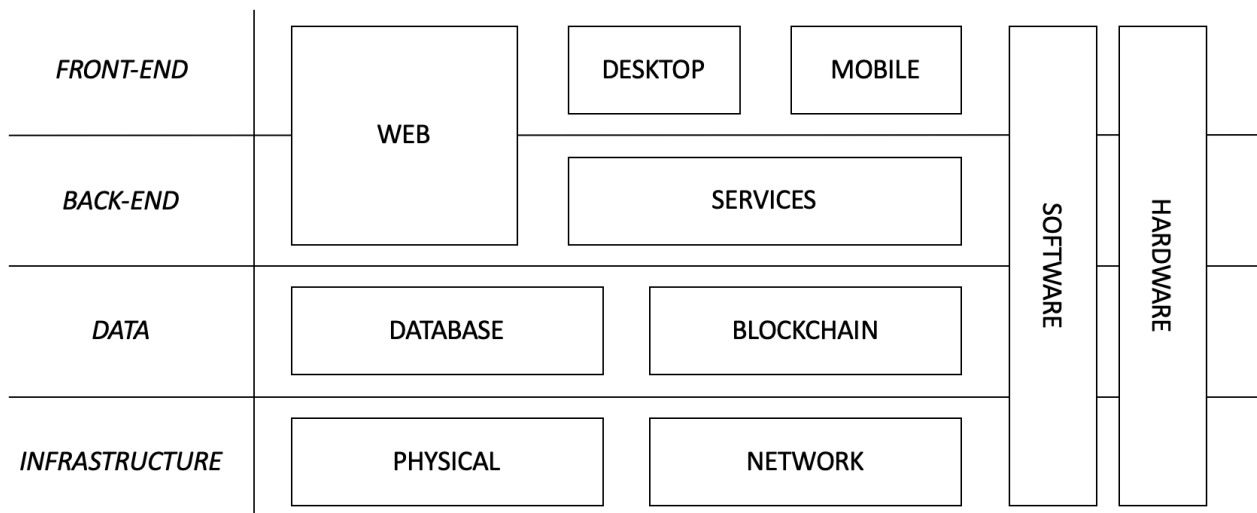 FRONT-END
WEB
DESKTOP
MOBILE
BACK-END
SERVICES
DATA
DATABASE
BLOCKCHAIN
INFRASTRUCTURE
PHYSICAL
NETWORK
SOFTWARE
HARDWARE